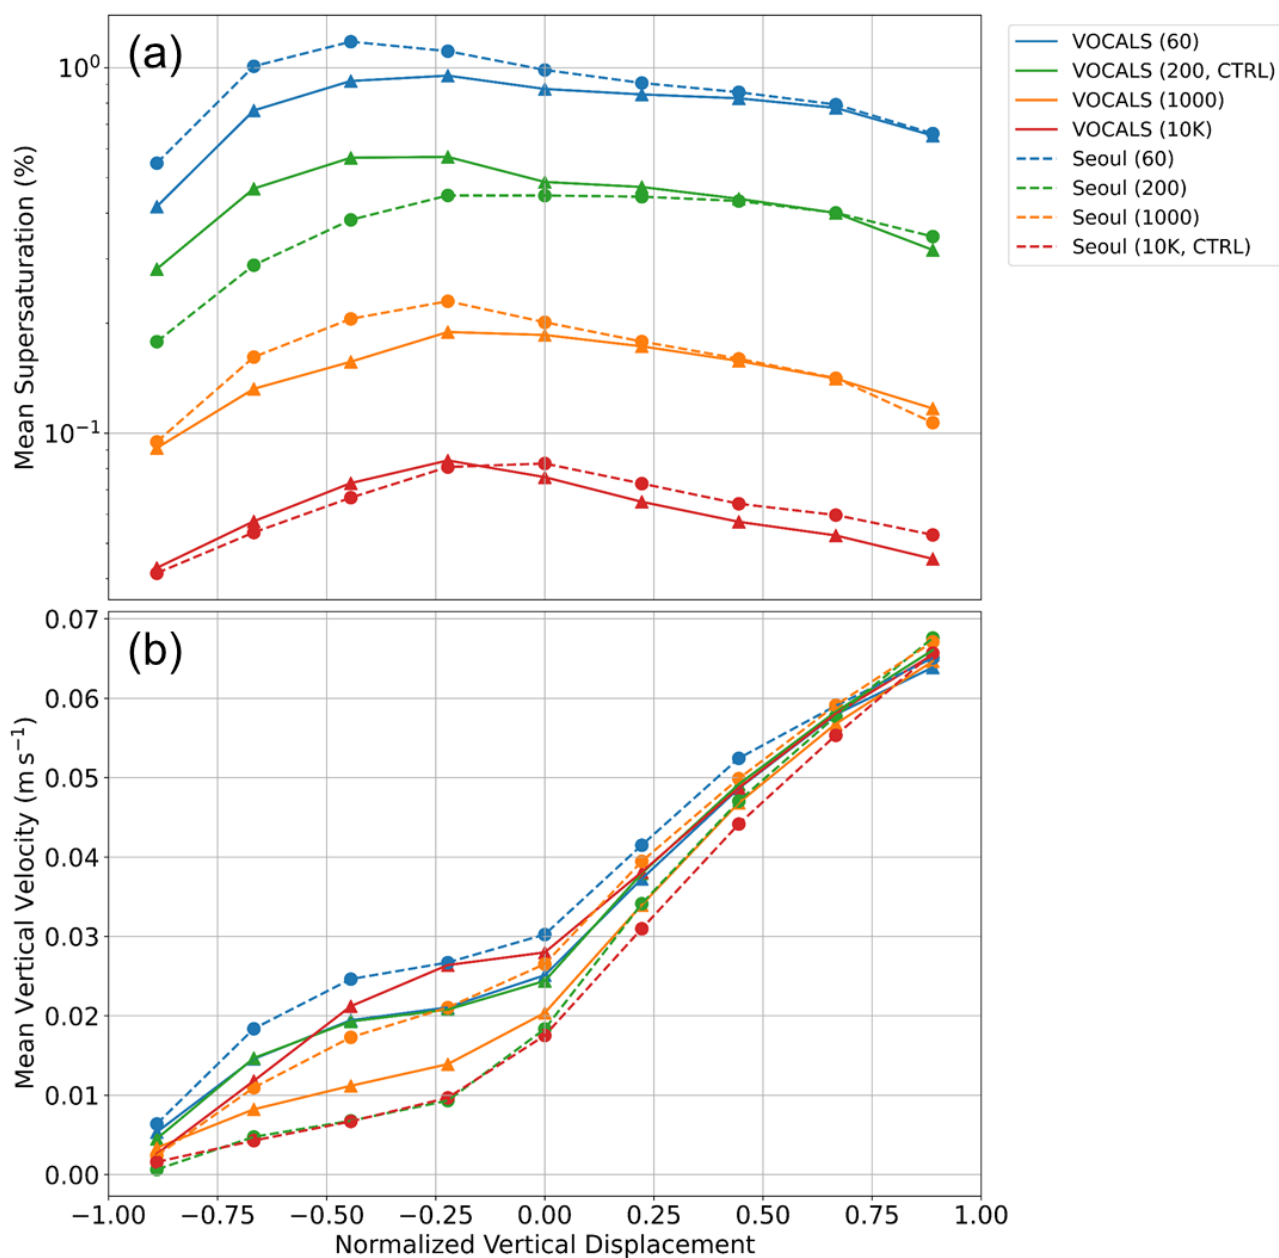 (a)
10⁰
10⁻¹
Mean Supersaturation (%)
VOCALS (60)
VOCALS (200, CTRL)
VOCALS (1000)
VOCALS (10K)
Seoul (60)
Seoul (200)
Seoul (1000)
Seoul (10K, CTRL)
(b)
0.07
0.06
0.05
0.04
0.03
0.02
0.01
0.00
Mean Vertical Velocity (m s⁻¹)
−1.00 −0.75 −0.50 −0.25 0.00 0.25 0.50 0.75 1.00
Normalized Vertical Displacement